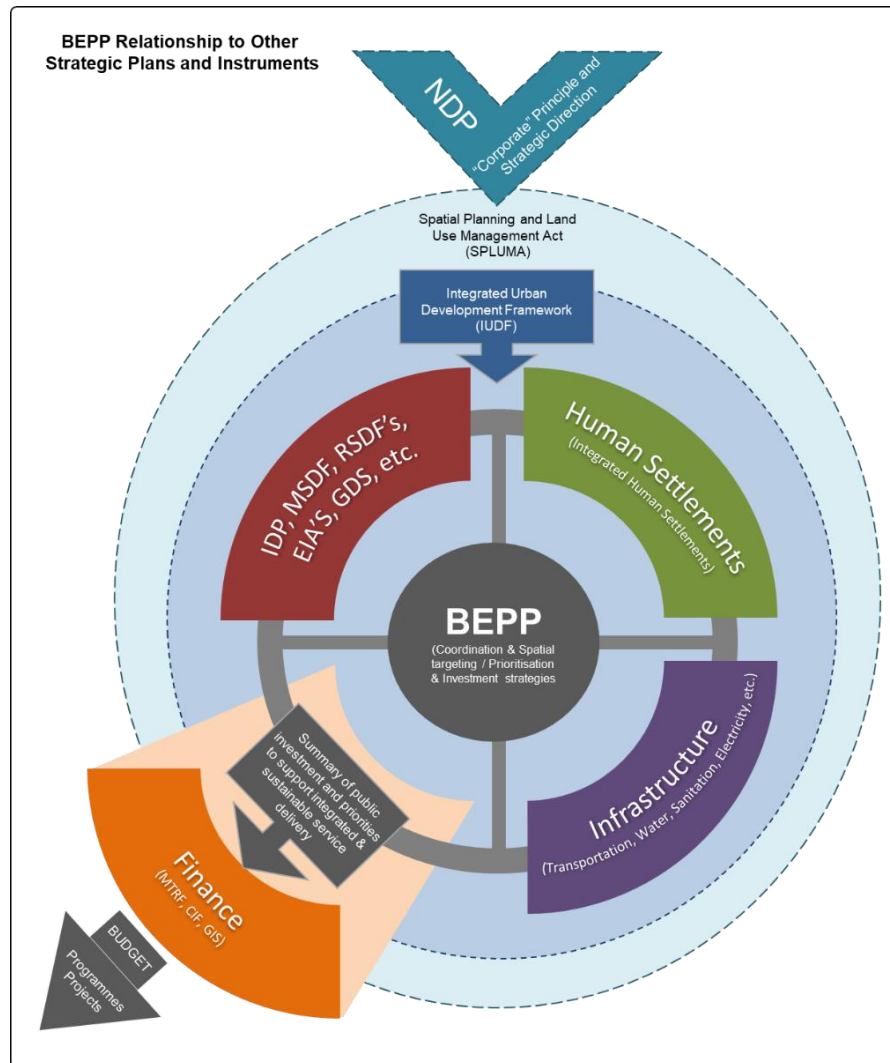 BEPP Relationship to Other
Strategic Plans and Instruments
NDP
“Corporate” Principle and
Strategic Direction
Spatial Planning and Land
Use Management Act
(SPLUMA)
Integrated Urban
Development Framework
(IUDF)
IDP, MSDF, RSDF's,
EIA'S, GDS, etc.
Human Settlements
(Integrated Human Settlements)
BEPP
(Coordination & Spatial
targeting / Prioritisation
& Investment strategies
Summary of public
investment and priorities
to support integrated &
sustainable service
delivery
Infrastructure
(Transportation, Water, Sanitation, Electricity, etc.)
Finance
(MTRF, CIF, GIS)
BUDGET
Programmes
Projects